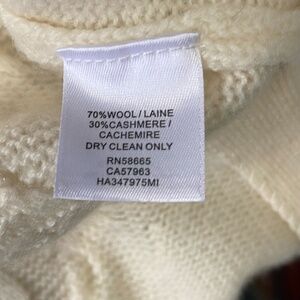 70%WOOL/LAINE
30%CASHMERE/
CACHEMIRE
DRY CLEAN ONLY
RN58665
CA57963
HA347975MI